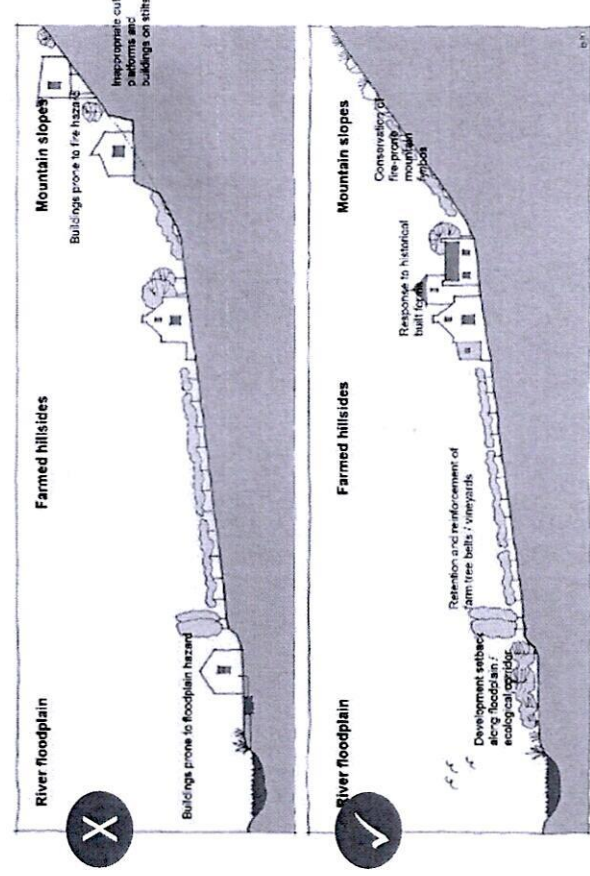 X
River floodplain
Farmed hillsides
Mountain slopes
Buildings prone to floodplain hazard
Buildings prone to fire hazard
Inappropriate cut
platforms and
buildings on stilts
✓
River floodplain
Farmed hillsides
Mountain slopes
Development setback
along floodplain /
ecological corridor
Retention and reinforcement of
farm tree belts / vineyards
Response to historical
built forms
Conservation of
fire-prone
mountain
fynbos